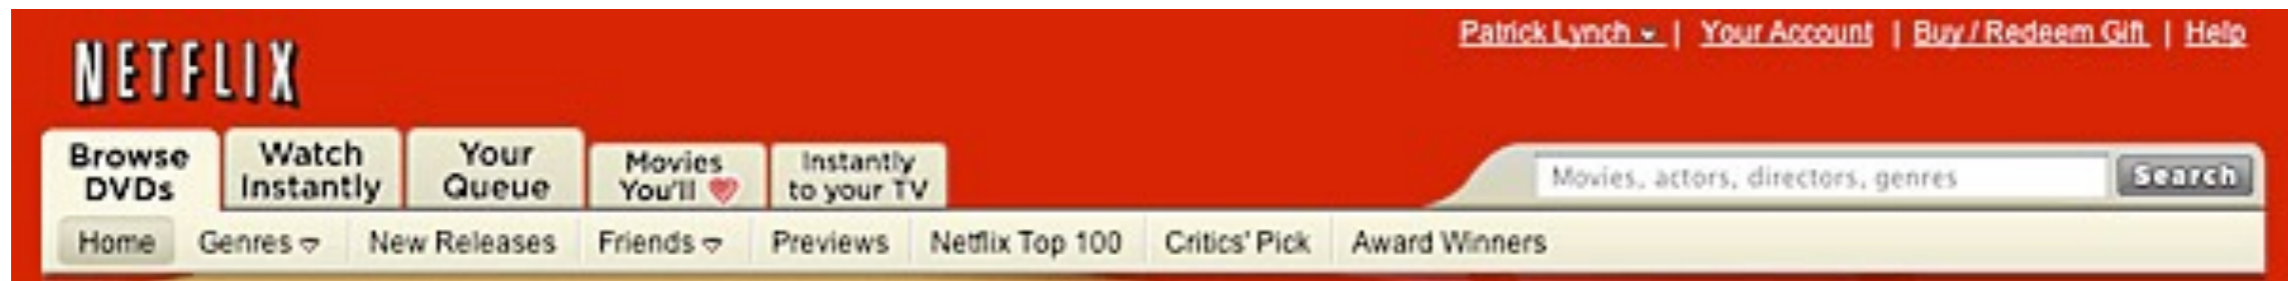 Patrick Lynch | Your Account | Buy / Redeem Gift | Help
NETFLIX
Browse DVDs
Watch Instantly
Your Queue
Movies You'll ❤
Instantly to your TV
Movies, actors, directors, genres
Search
Home
Genres
New Releases
Friends
Previews
Netflix Top 100
Critics' Pick
Award Winners